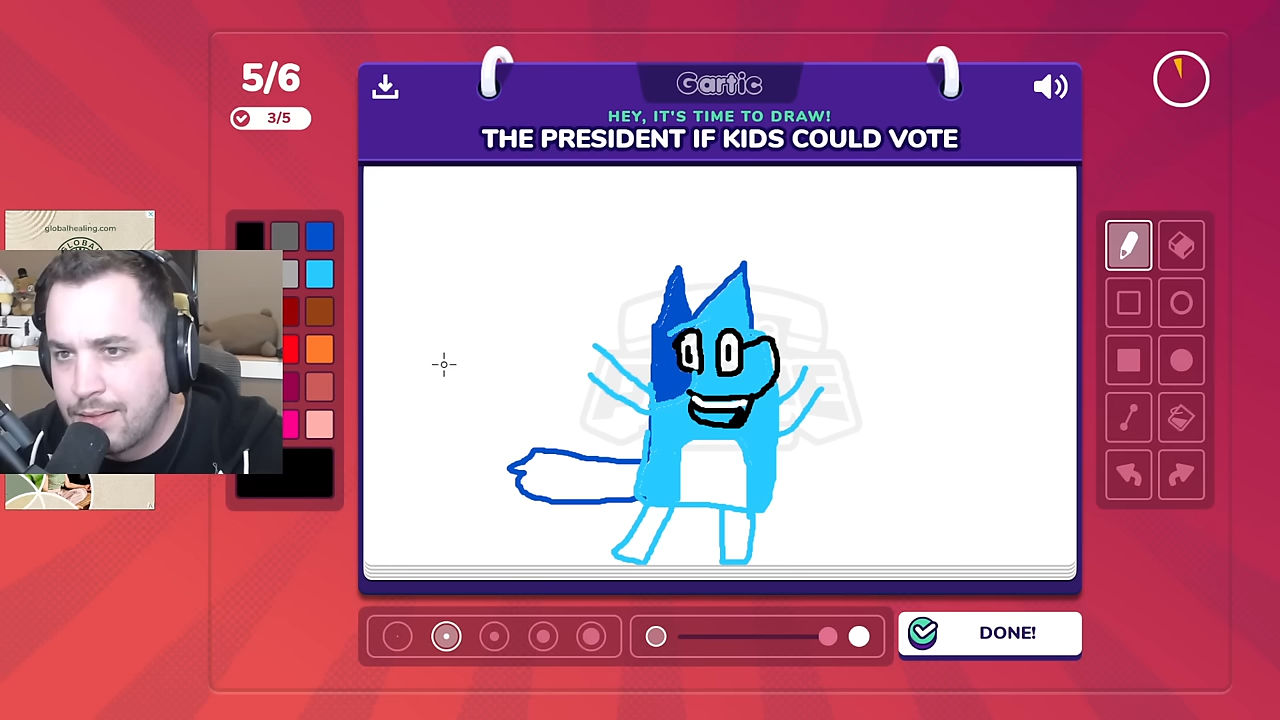 5/6
3/5
Gartic
HEY, IT'S TIME TO DRAW!
THE PRESIDENT IF KIDS COULD VOTE
globalhealing.com
GLOBAL
DONE!